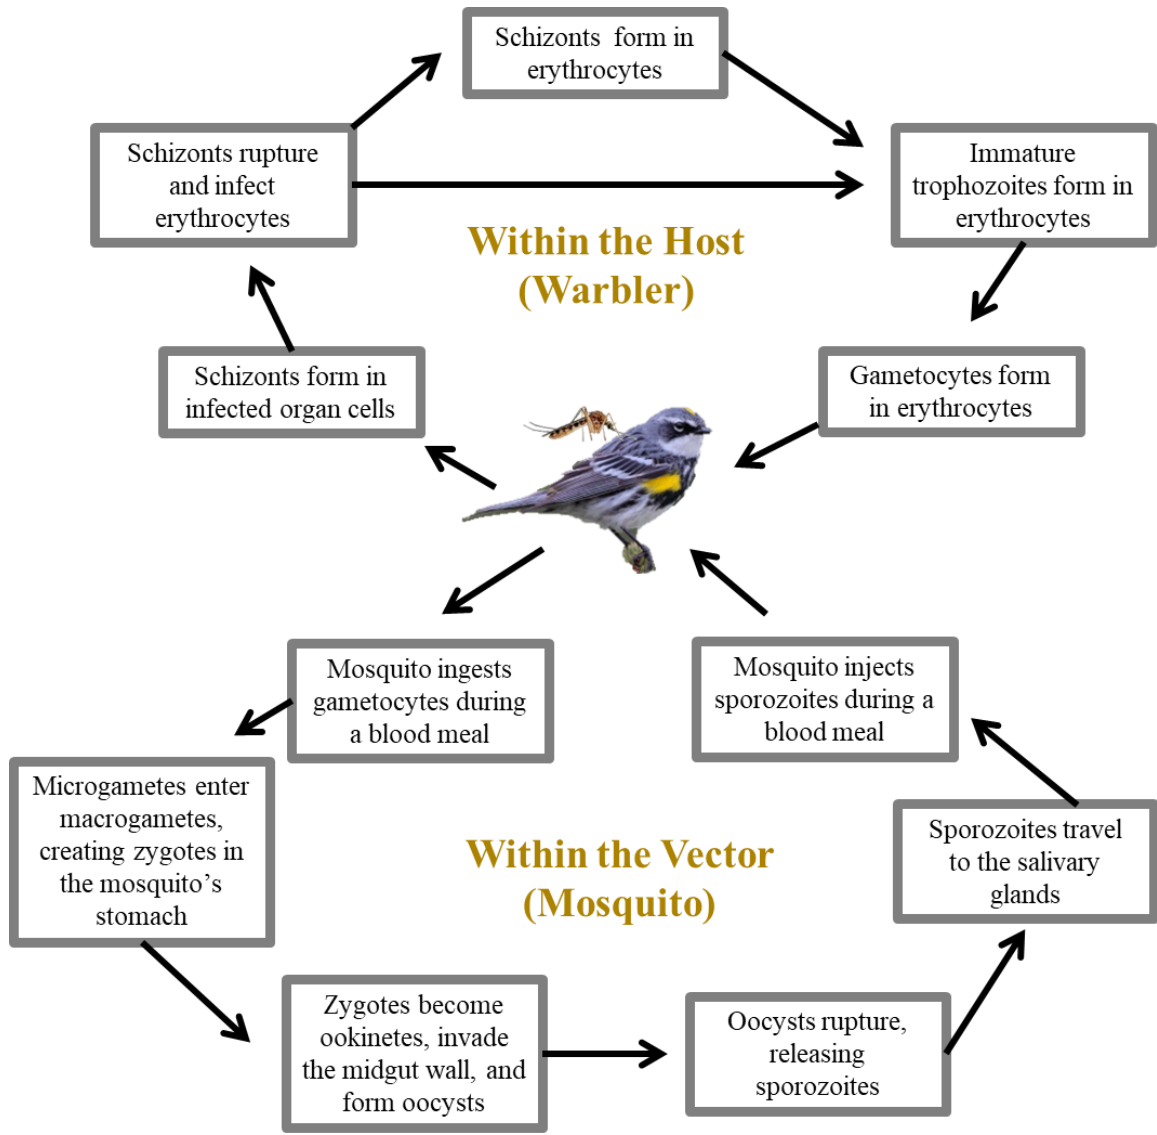 Schizonts form in
erythrocytes
Schizonts rupture
and infect
erythrocytes
Immature
trophozoites form in
erythrocytes
Within the Host
(Warbler)
Schizonts form in
infected organ cells
Gametocytes form
in erythrocytes
Mosquito ingests
gametocytes during
a blood meal
Mosquito injects
sporozoites during a
blood meal
Microgametes enter
macrogametes,
creating zygotes in
the mosquito’s
stomach
Within the Vector
(Mosquito)
Sporozoites travel
to the salivary
glands
Zygotes become
ookinetes, invade
the midgut wall, and
form oocysts
Oocysts rupture,
releasing
sporozoites